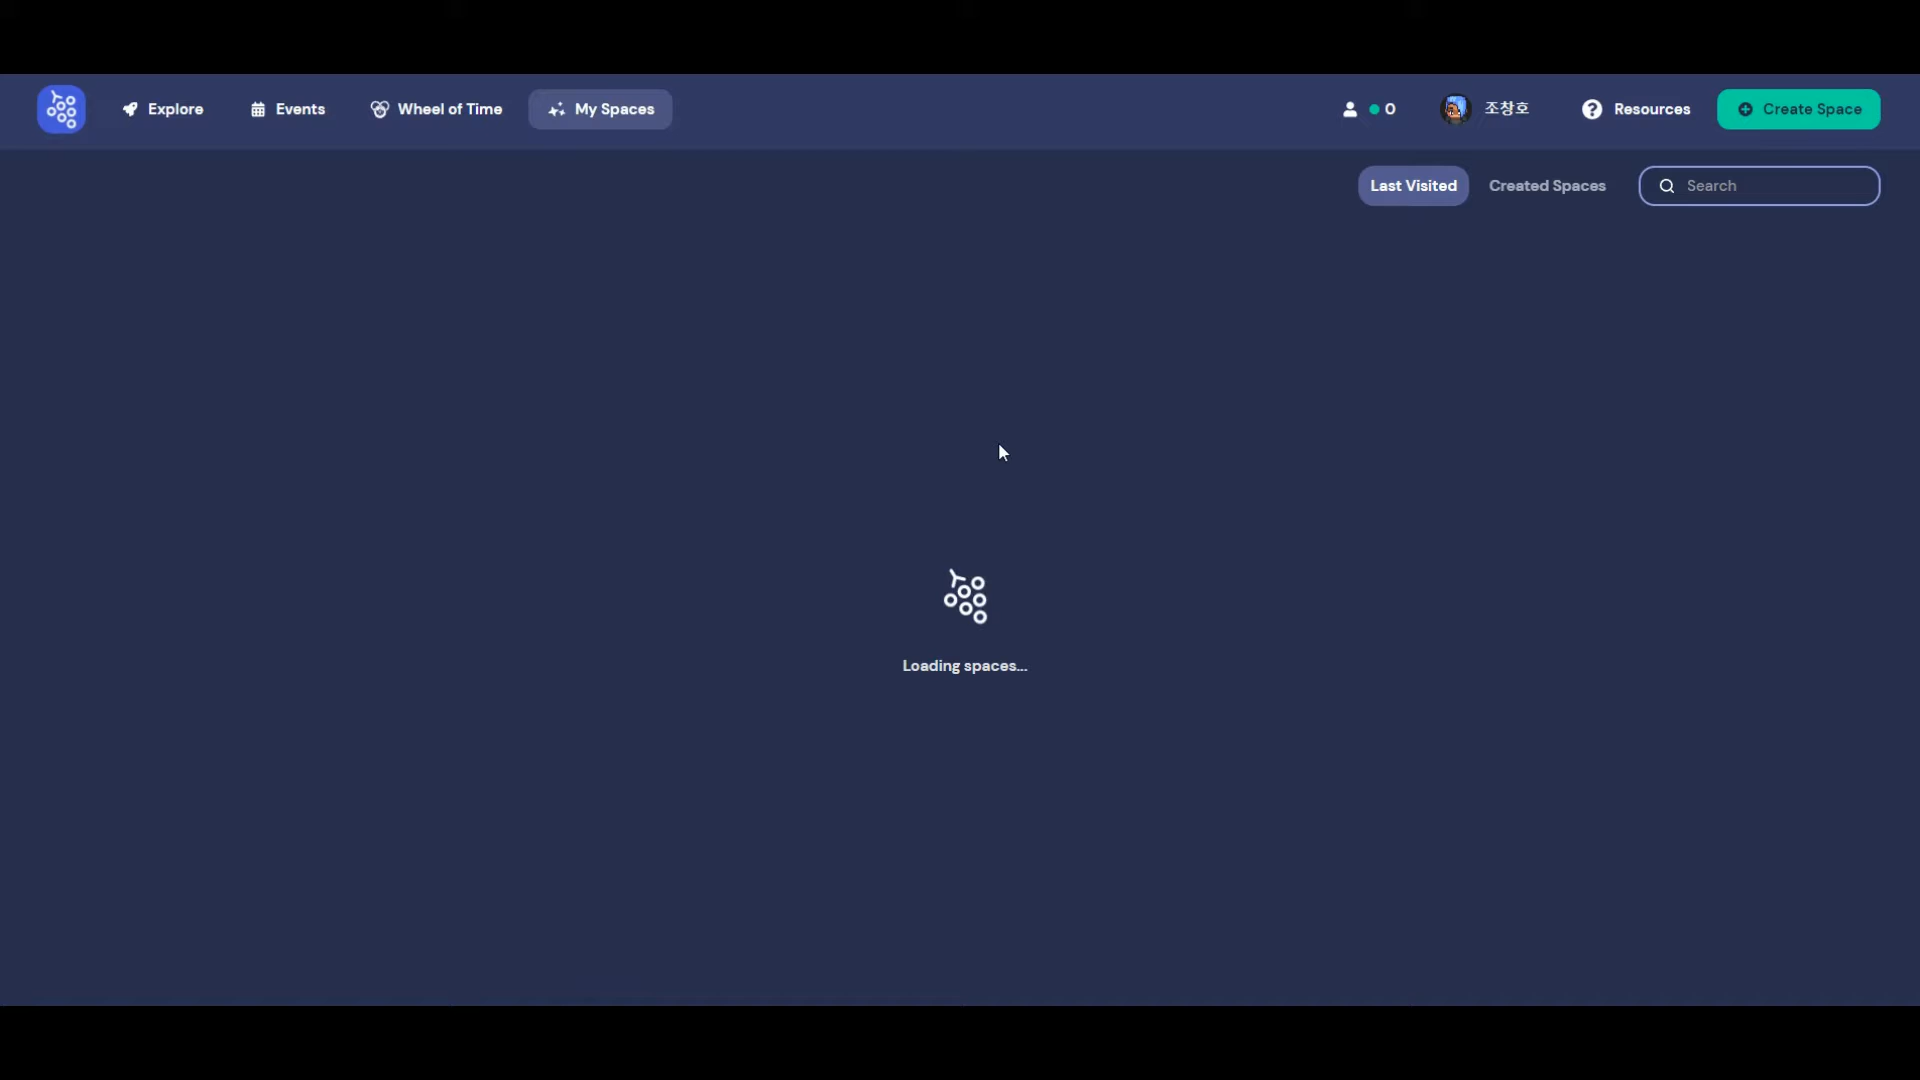 Explore
Events
Wheel of Time
My Spaces
0
조창호
Resources
Create Space
Last Visited
Created Spaces
Search
Loading spaces...